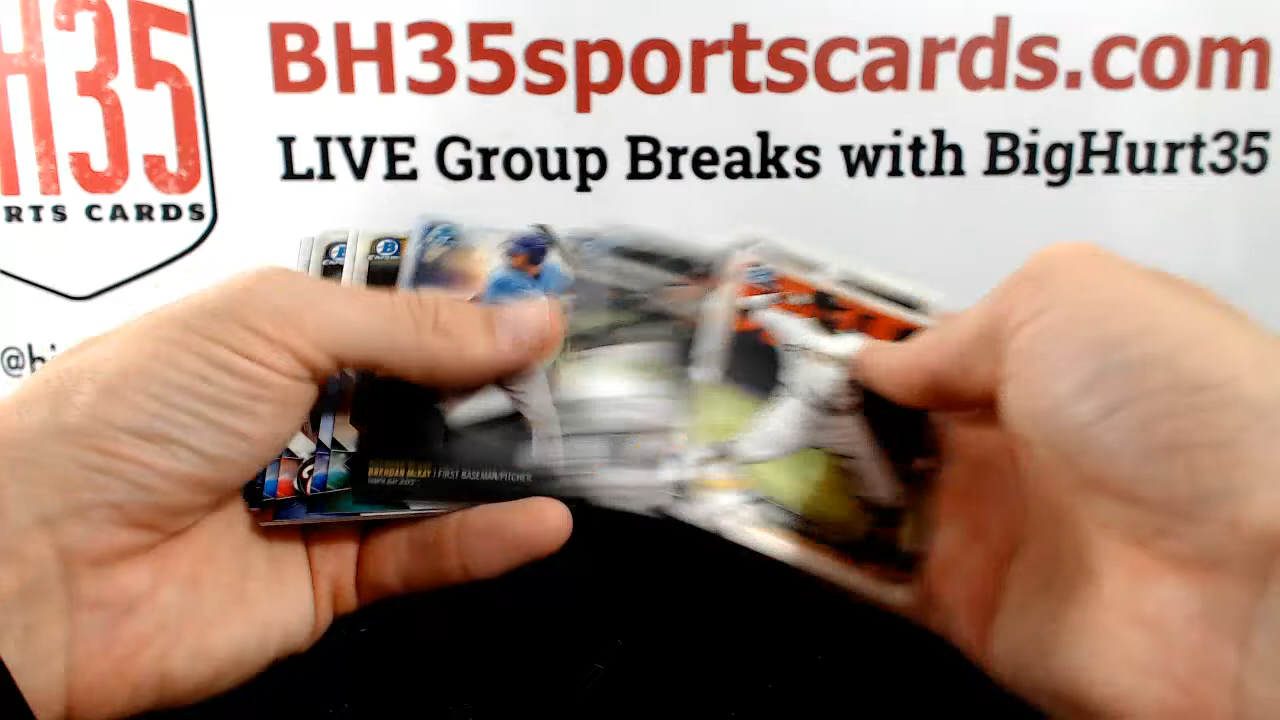 H35
RTS CARDS
BH35sportscards.com
LIVE Group Breaks with BigHurt35
B
BRENDAN McKAY | FIRST BASEMAN/PITCHER